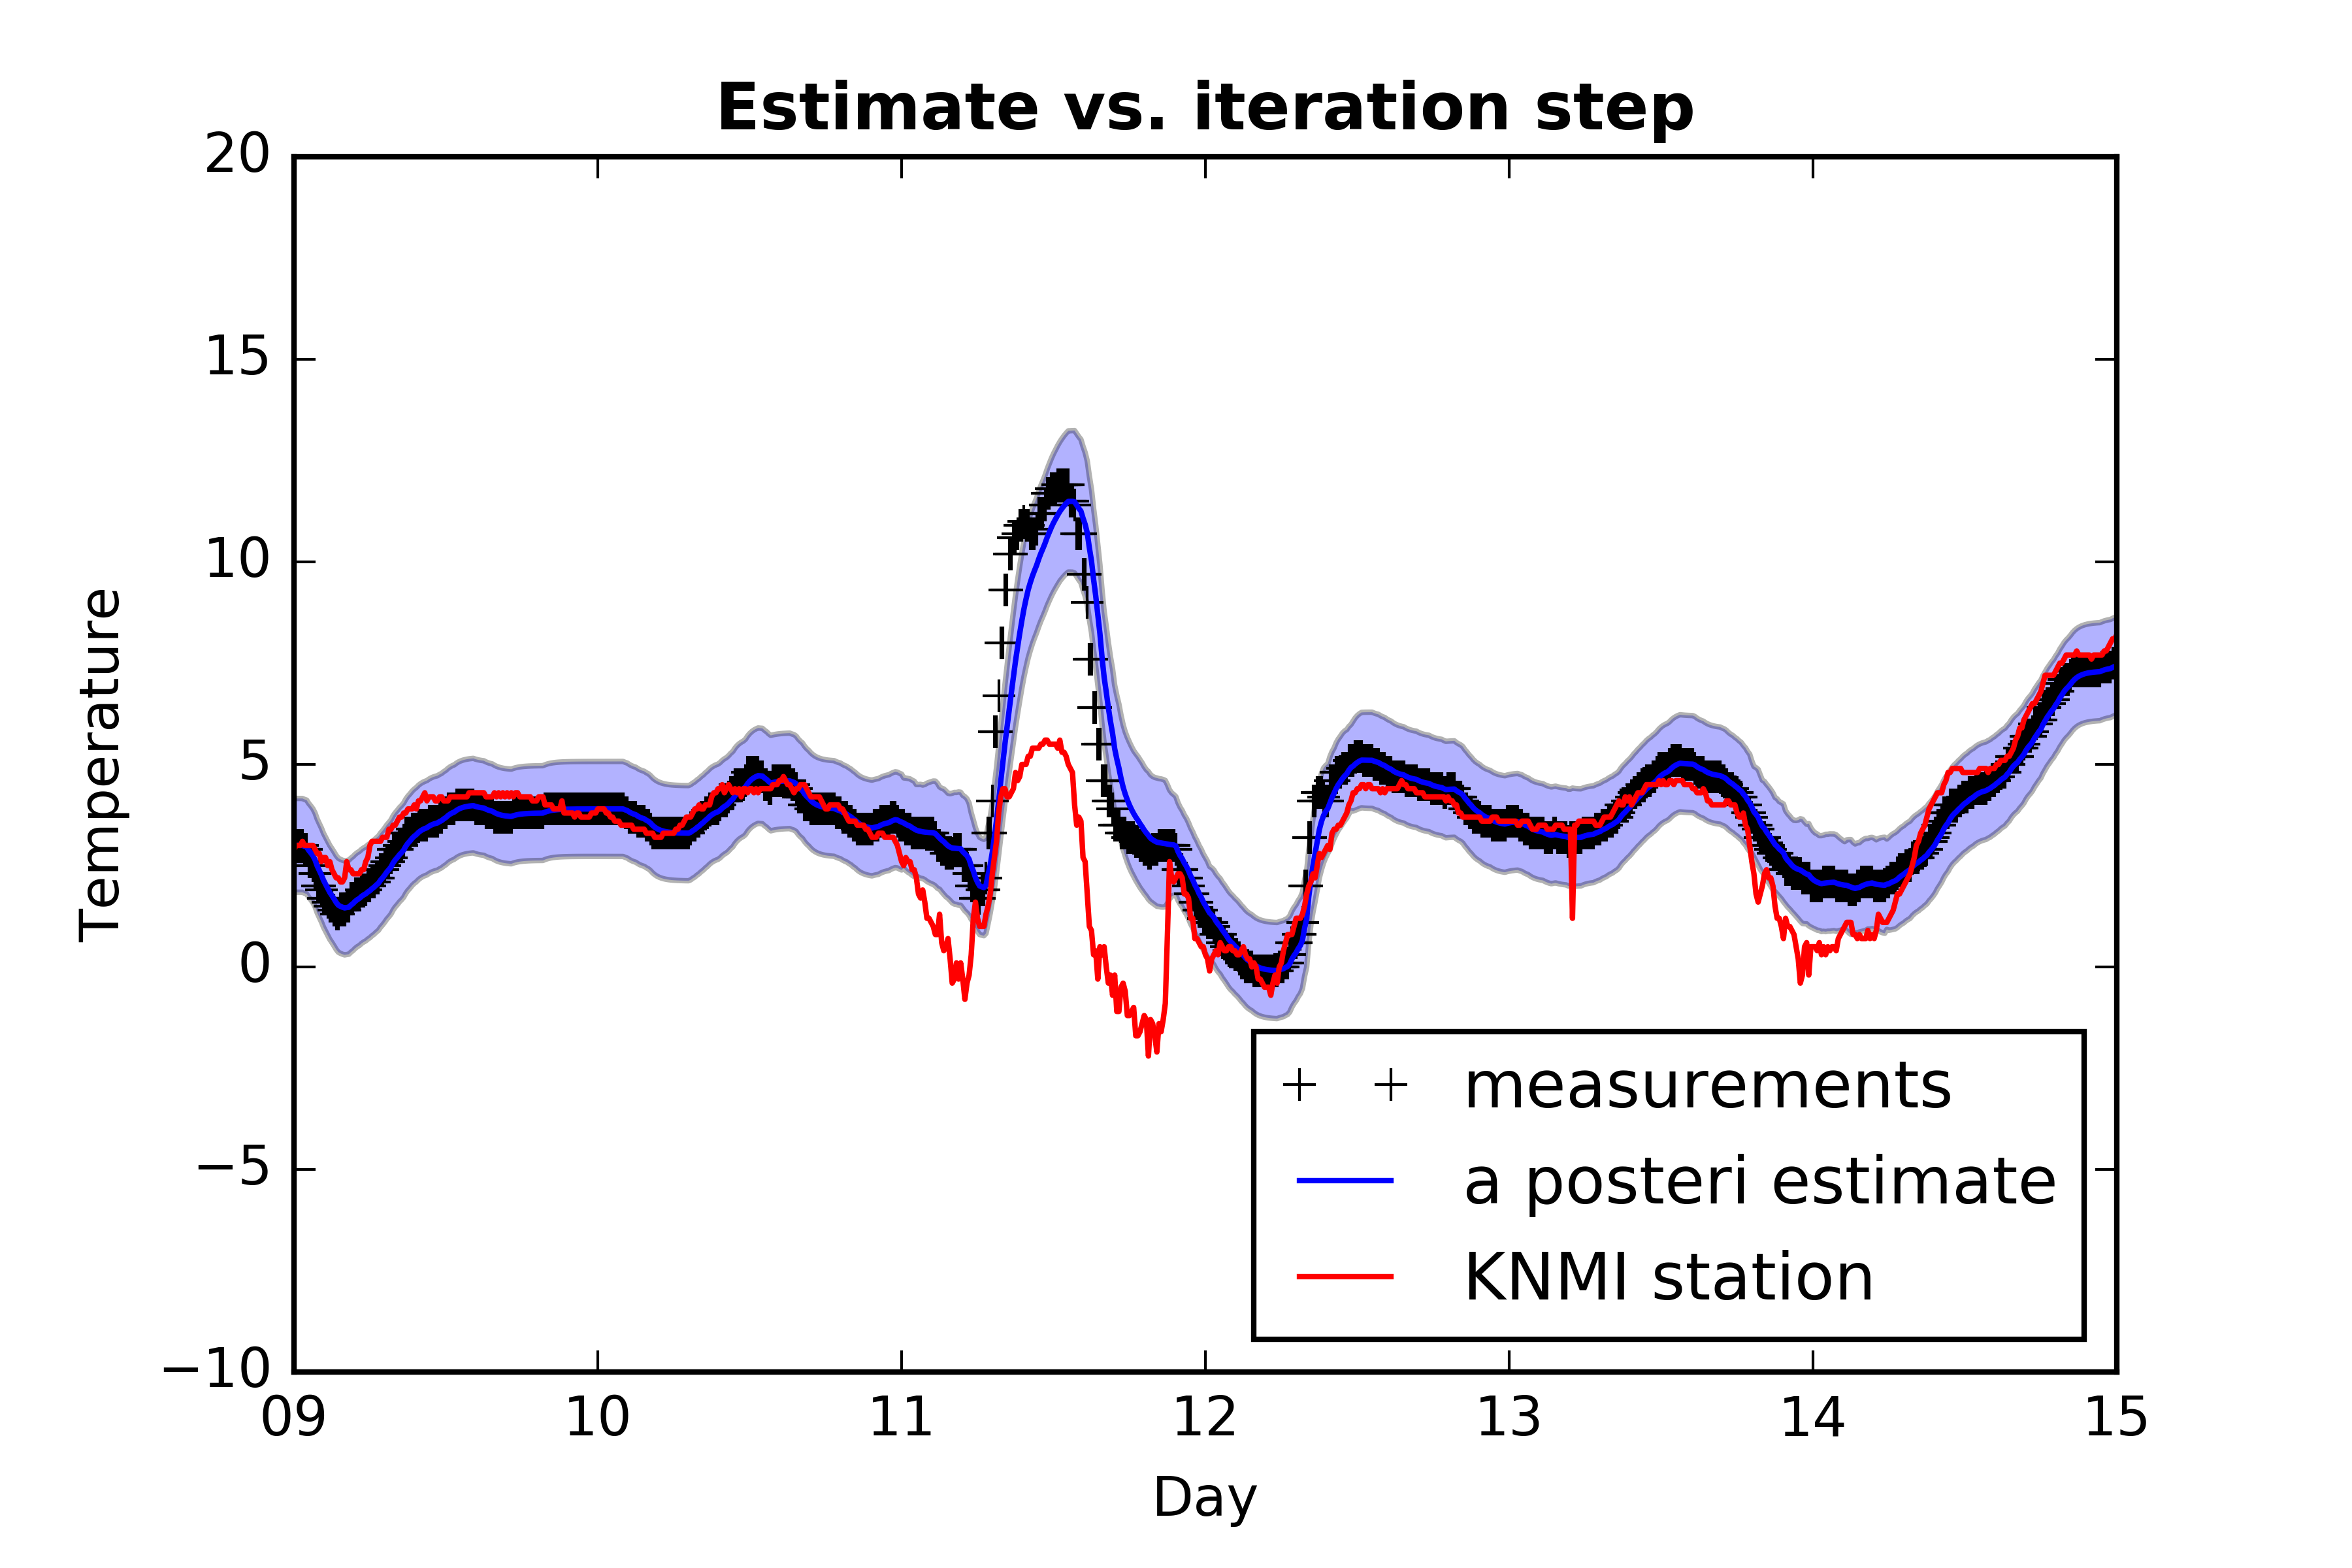 Estimate vs. iteration step
20
15
10
5
0
−5
−10
Temperature
09 10 11 12 13 14 15
Day
measurements
a posteri estimate
KNMI station